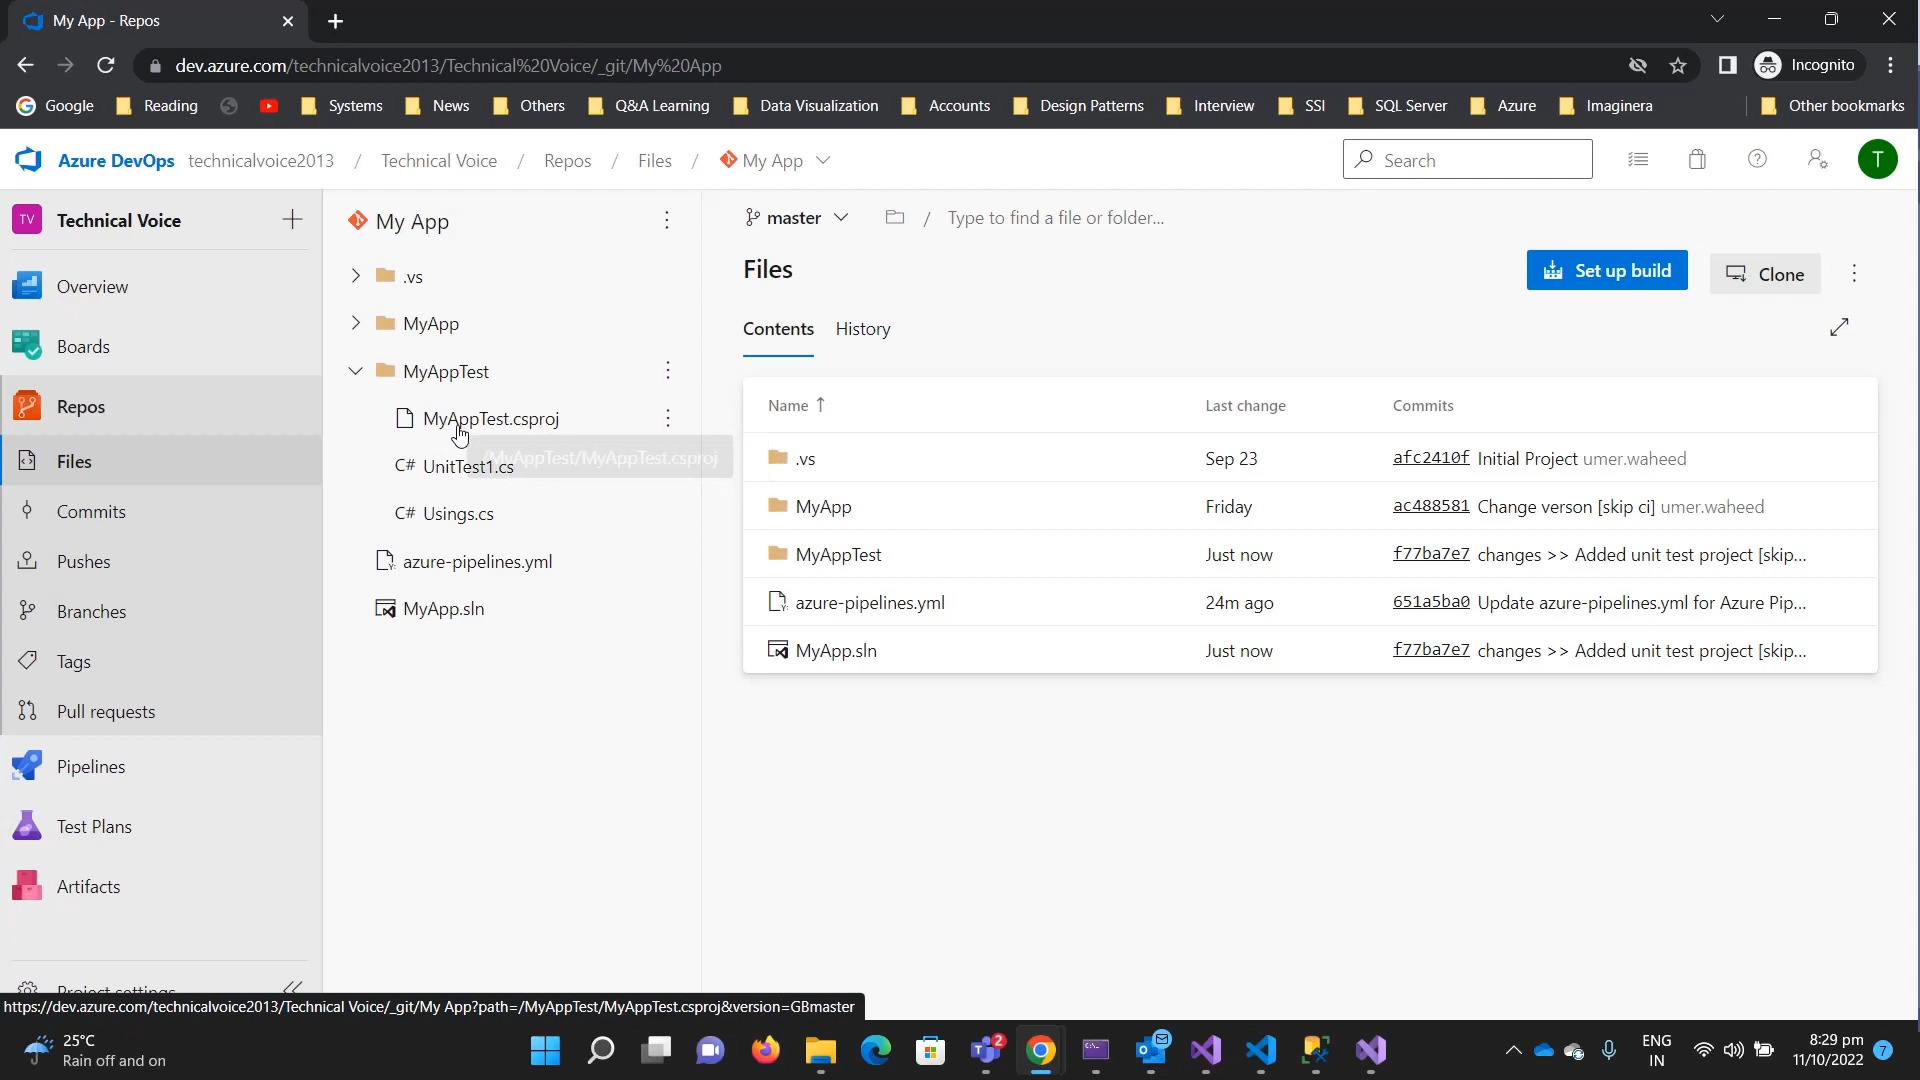 My App - Repos
dev.azure.com/technicalvoice2013/Technical%20Voice/_git/My%20App
Incognito
Google Reading Systems News Others Q&A Learning Data Visualization Accounts Design Patterns Interview SSI SQL Server Azure Imaginera Other bookmarks
Azure DevOps technicalvoice2013 / Technical Voice / Repos / Files / My App
Search
T
TV Technical Voice
Overview
Boards
Repos
Files
Commits
Pushes
Branches
Tags
Pull requests
Pipelines
Test Plans
Artifacts
Project settings
My App
.vs
MyApp
MyAppTest
MyAppTest.csproj
/MyAppTest/MyAppTest.csproj
C# UnitTest1.cs
C# Usings.cs
azure-pipelines.yml
MyApp.sln
master / Type to find a file or folder...
Files
Set up build
Clone
Contents History
Name Last change Commits
.vs Sep 23 afc2410f Initial Project umer.waheed
MyApp Friday ac488581 Change verson [skip ci] umer.waheed
MyAppTest Just now f77ba7e7 changes >> Added unit test project [skip...
azure-pipelines.yml 24m ago 651a5ba0 Update azure-pipelines.yml for Azure Pip...
MyApp.sln Just now f77ba7e7 changes >> Added unit test project [skip...
https://dev.azure.com/technicalvoice2013/Technical Voice/_git/My App?path=/MyAppTest/MyAppTest.csproj&version=GBmaster
25°C
Rain off and on
2
ENG
IN
8:29 pm
11/10/2022
7